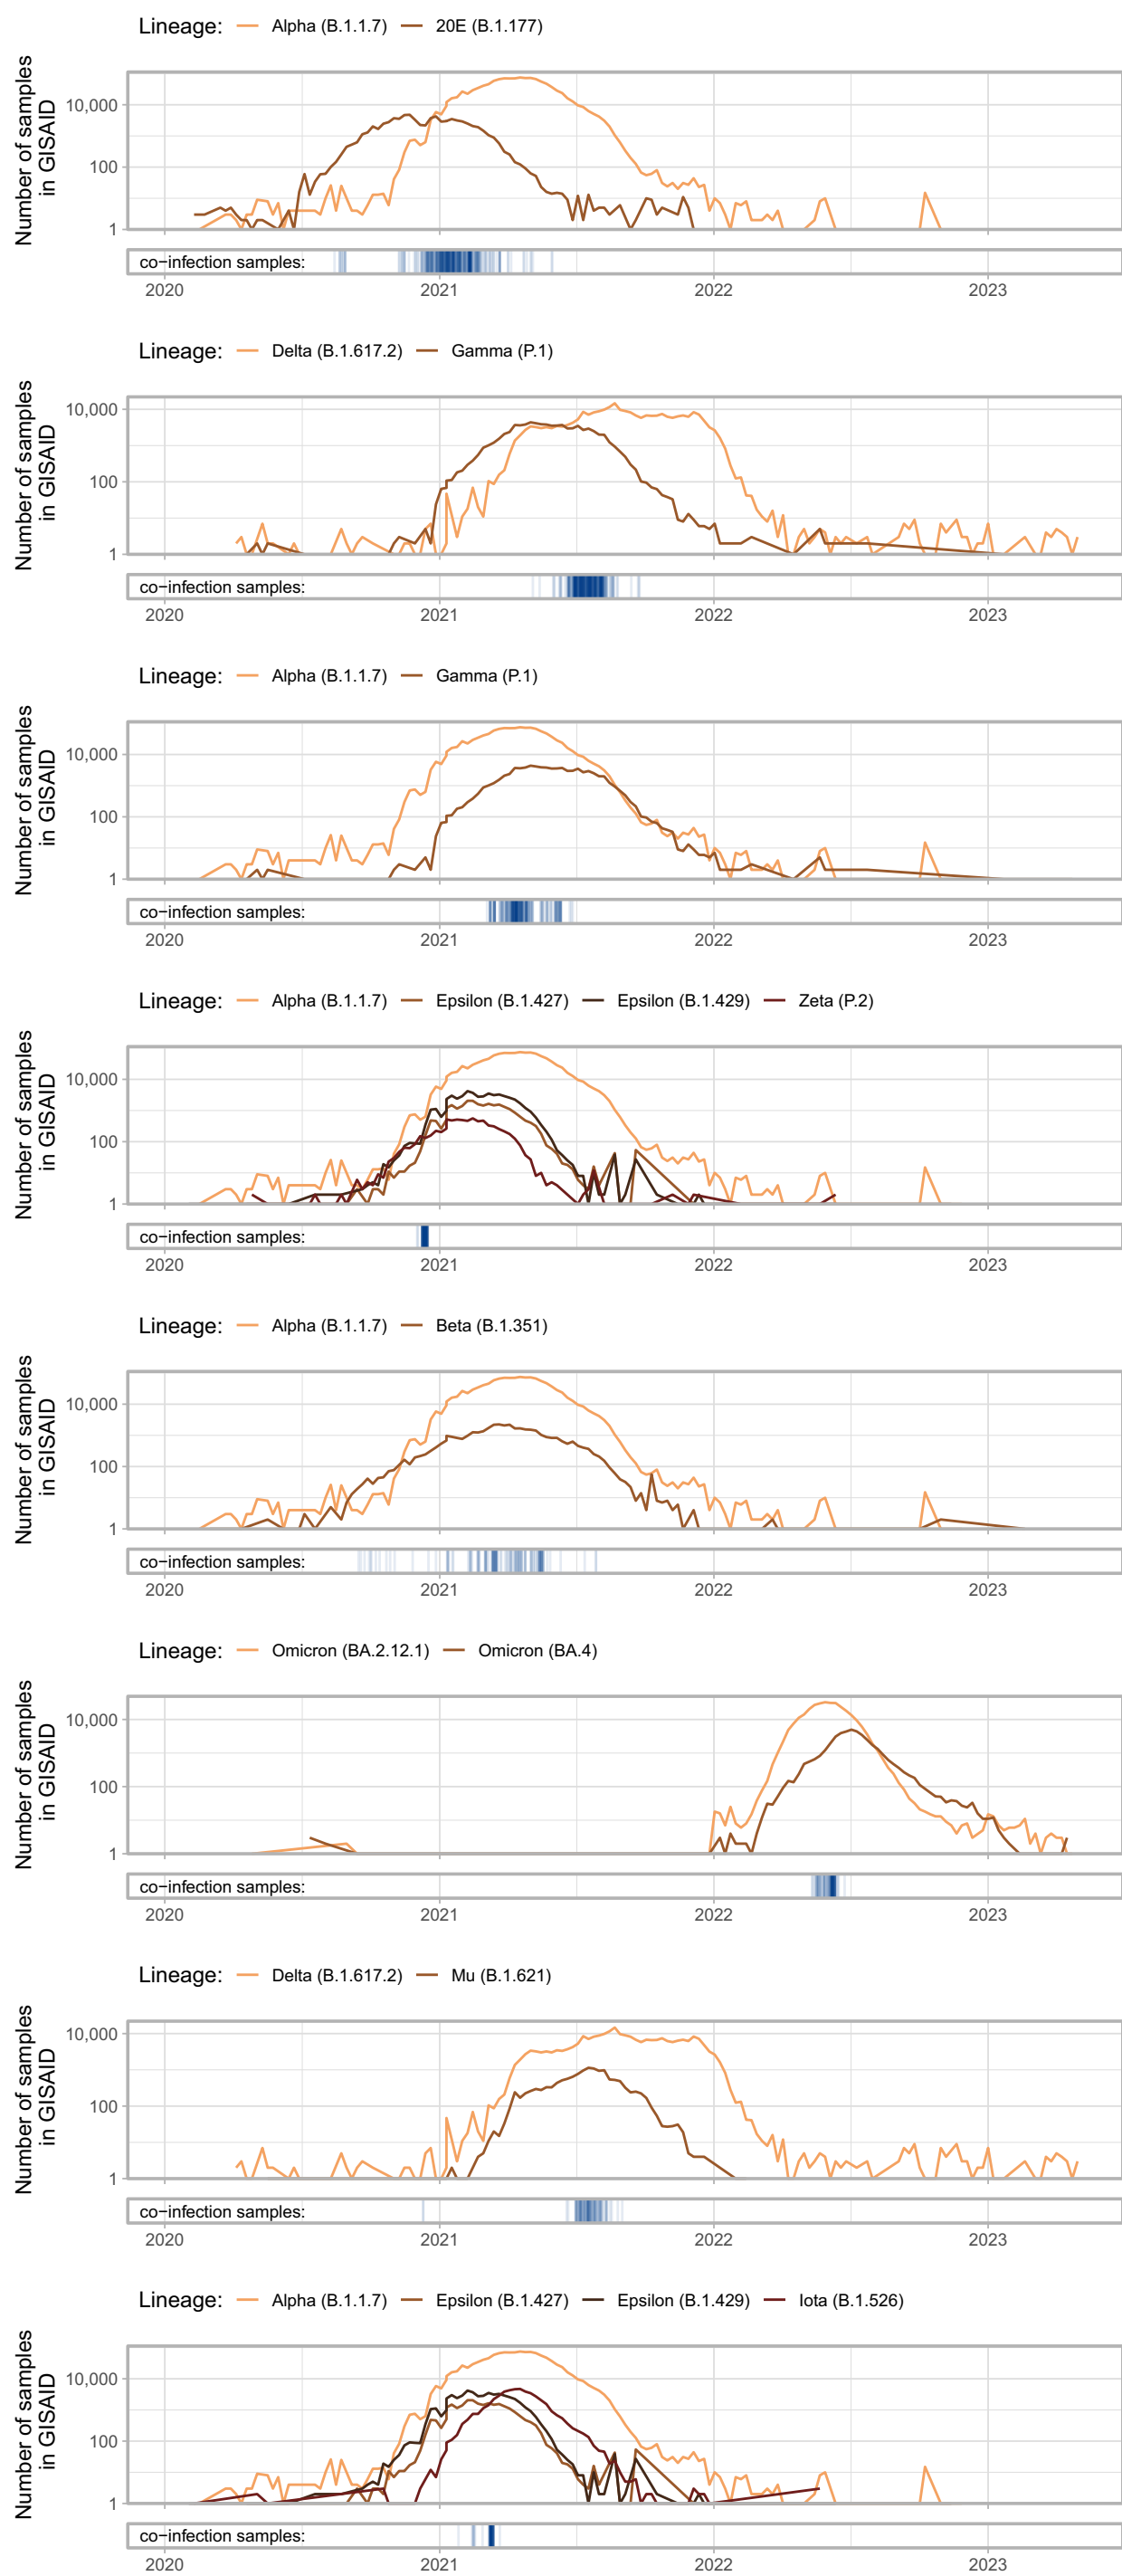 Lineage: Alpha (B.1.1.7) 20E (B.1.177)
Number of samples
in GISAID
10,000
100
1
co−infection samples:
2020 2021 2022 2023
Lineage: Delta (B.1.617.2) Gamma (P.1)
Number of samples
in GISAID
10,000
100
1
co−infection samples:
2020 2021 2022 2023
Lineage: Alpha (B.1.1.7) Gamma (P.1)
Number of samples
in GISAID
10,000
100
1
co−infection samples:
2020 2021 2022 2023
Lineage: Alpha (B.1.1.7) Epsilon (B.1.427) Epsilon (B.1.429) Zeta (P.2)
Number of samples
in GISAID
10,000
100
1
co−infection samples:
2020 2021 2022 2023
Lineage: Alpha (B.1.1.7) Beta (B.1.351)
Number of samples
in GISAID
10,000
100
1
co−infection samples:
2020 2021 2022 2023
Lineage: Omicron (BA.2.12.1) Omicron (BA.4)
Number of samples
in GISAID
10,000
100
1
co−infection samples:
2020 2021 2022 2023
Lineage: Delta (B.1.617.2) Mu (B.1.621)
Number of samples
in GISAID
10,000
100
1
co−infection samples:
2020 2021 2022 2023
Lineage: Alpha (B.1.1.7) Epsilon (B.1.427) Epsilon (B.1.429) Iota (B.1.526)
Number of samples
in GISAID
10,000
100
1
co−infection samples:
2020 2021 2022 2023